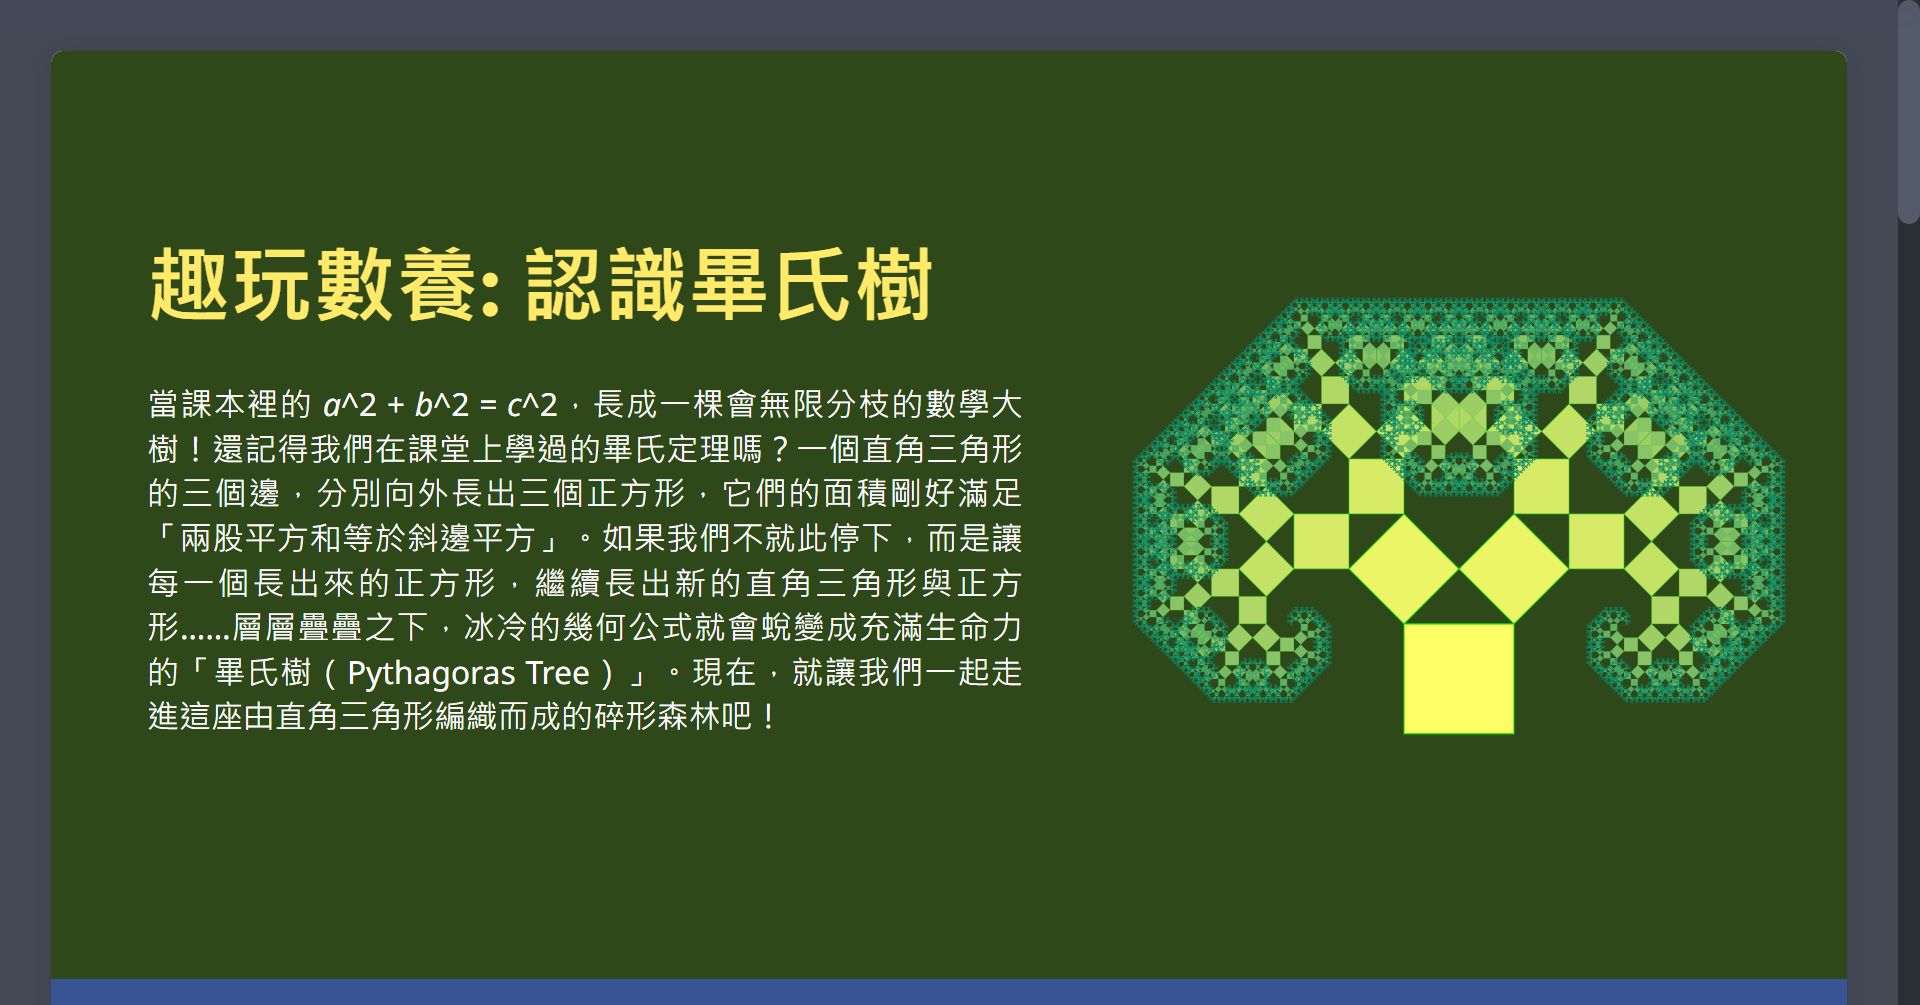 趣玩數養: 認識畢氏樹
當課本裡的 a^2 + b^2 = c^2，長成一棵會無限分枝的數學大
樹！還記得我們在課堂上學過的畢氏定理嗎？一個直角三角形
的三個邊，分別向外長出三個正方形，它們的面積剛好滿足
「兩股平方和等於斜邊平方」。如果我們不就此停下，而是讓
每一個長出來的正方形，繼續長出新的直角三角形與正方
形……層層疊疊之下，冰冷的幾何公式就會蛻變成充滿生命力
的「畢氏樹（Pythagoras Tree）」。現在，就讓我們一起走
進這座由直角三角形編織而成的碎形森林吧！